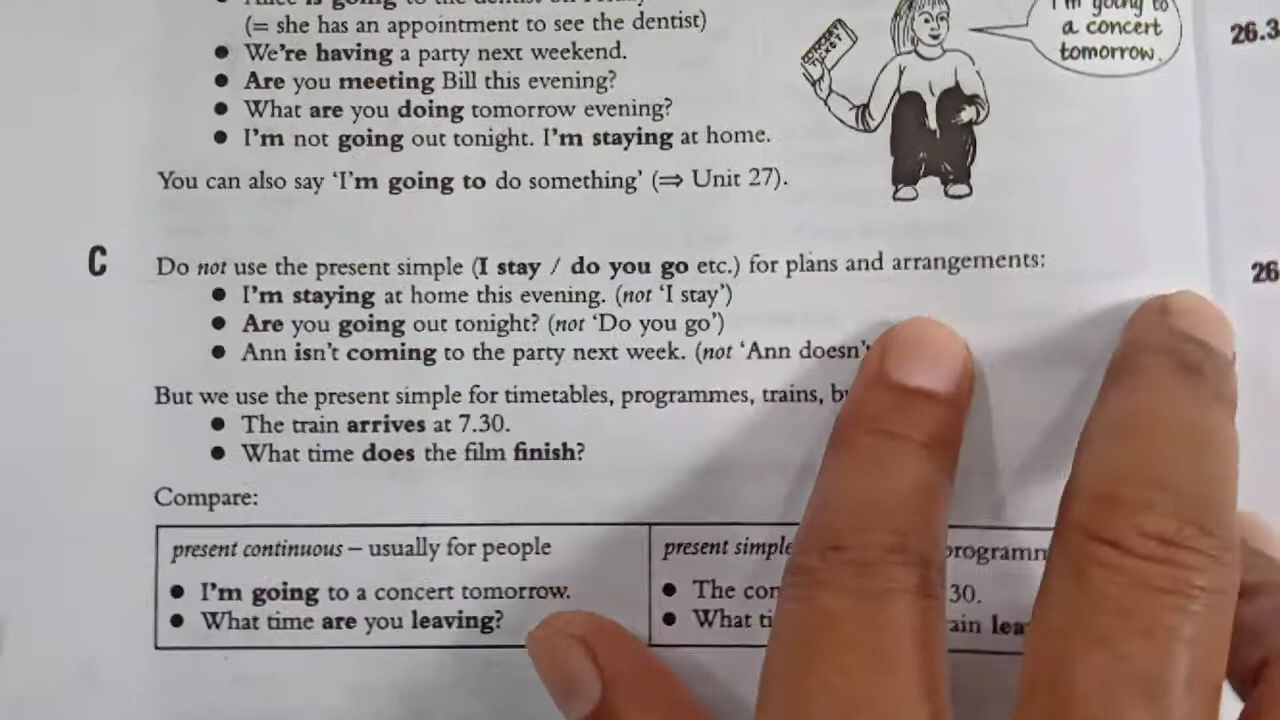 (= she has an appointment to see the dentist)
● We're having a party next weekend.
● Are you meeting Bill this evening?
● What are you doing tomorrow evening?
● I'm not going out tonight. I'm staying at home.
You can also say 'I'm going to do something' (⇒ Unit 27).
CONCERT TICKET
I'm going to
a concert
tomorrow.
26.3
C
Do not use the present simple (I stay / do you go etc.) for plans and arrangements:
● I'm staying at home this evening. (not 'I stay')
● Are you going out tonight? (not 'Do you go')
● Ann isn't coming to the party next week. (not 'Ann doesn't
26
But we use the present simple for timetables, programmes, trains,
● The train arrives at 7.30.
● What time does the film finish?
Compare:
present continuous – usually for people
● I'm going to a concert tomorrow.
● What time are you leaving?
present simple
● The
● What
30.